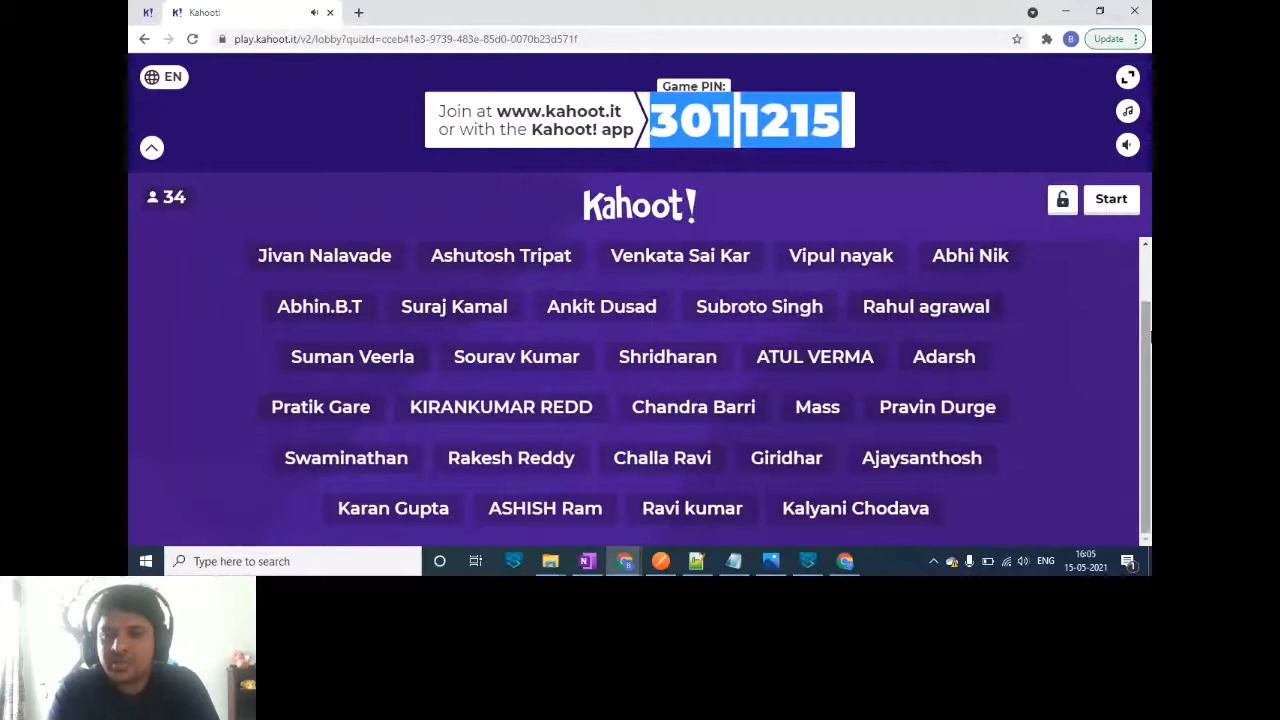 Kahoot!
play.kahoot.it/v2/lobby?quizId=cceb41e3-9739-483e-85d0-0070b23d571f
B
Update
EN
Game PIN:
Join at www.kahoot.it
or with the Kahoot! app
301 1215
34
Kahoot!
Start
Jivan Nalavade Ashutosh Tripat Venkata Sai Kar Vipul nayak Abhi Nik
Abhin.B.T Suraj Kamal Ankit Dusad Subroto Singh Rahul agrawal
Suman Veerla Sourav Kumar Shridharan ATUL VERMA Adarsh
Pratik Gare KIRANKUMAR REDD Chandra Barri Mass Pravin Durge
Swaminathan Rakesh Reddy Challa Ravi Giridhar Ajaysanthosh
Karan Gupta ASHISH Ram Ravi kumar Kalyani Chodava
Type here to search
ENG
16:05
15-05-2021